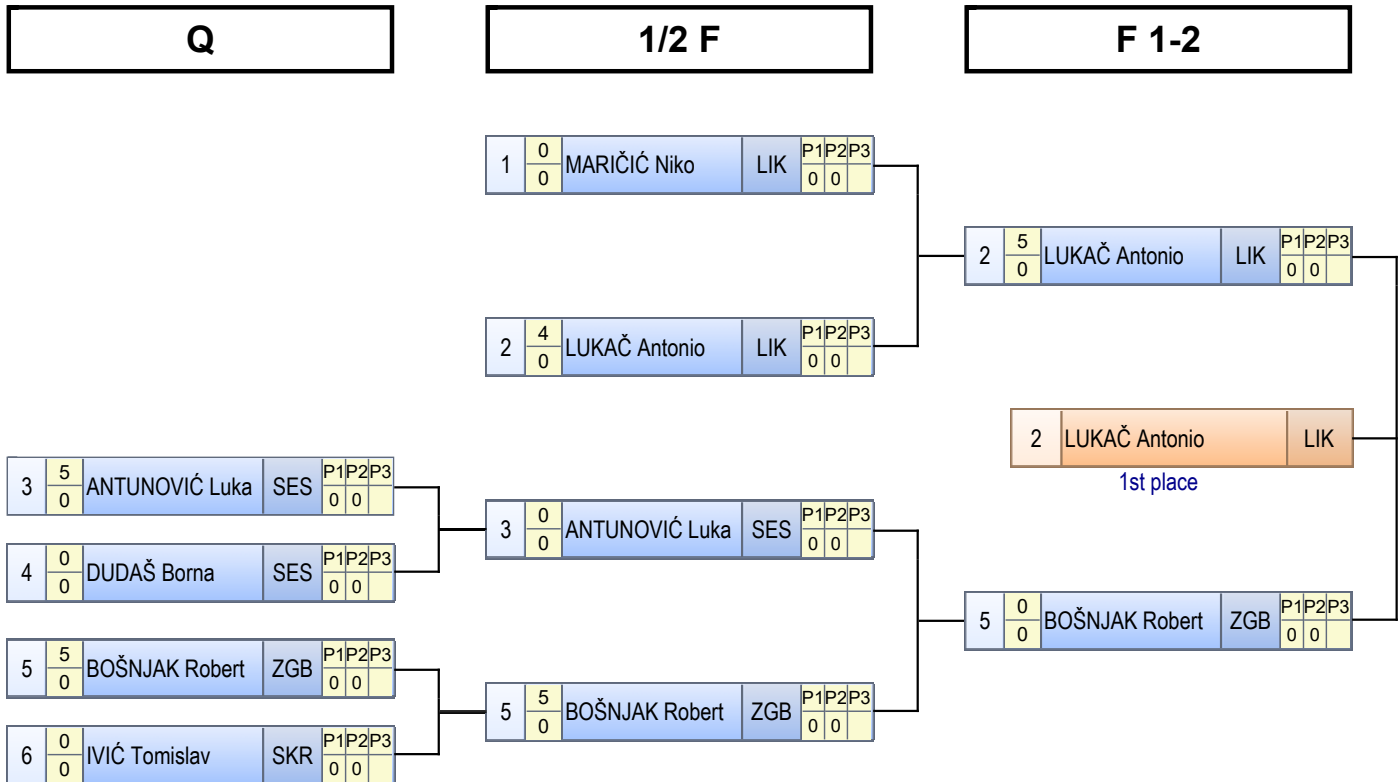 Q 1/2 F F 1-2
1 0 0 MARIČIĆ Niko LIK P1 P2 P3 0 0
2 5 0 LUKAČ Antonio LIK P1 P2 P3 0 0
2 4 0 LUKAČ Antonio LIK P1 P2 P3 0 0
2 LUKAČ Antonio LIK
1st place
3 5 0 ANTUNOVIĆ Luka SES P1 P2 P3 0 0
3 0 0 ANTUNOVIĆ Luka SES P1 P2 P3 0 0
4 0 0 DUDAŠ Borna SES P1 P2 P3 0 0
5 0 0 BOŠNJAK Robert ZGB P1 P2 P3 0 0
5 5 0 BOŠNJAK Robert ZGB P1 P2 P3 0 0
5 5 0 BOŠNJAK Robert ZGB P1 P2 P3 0 0
6 0 0 IVIĆ Tomislav SKR P1 P2 P3 0 0